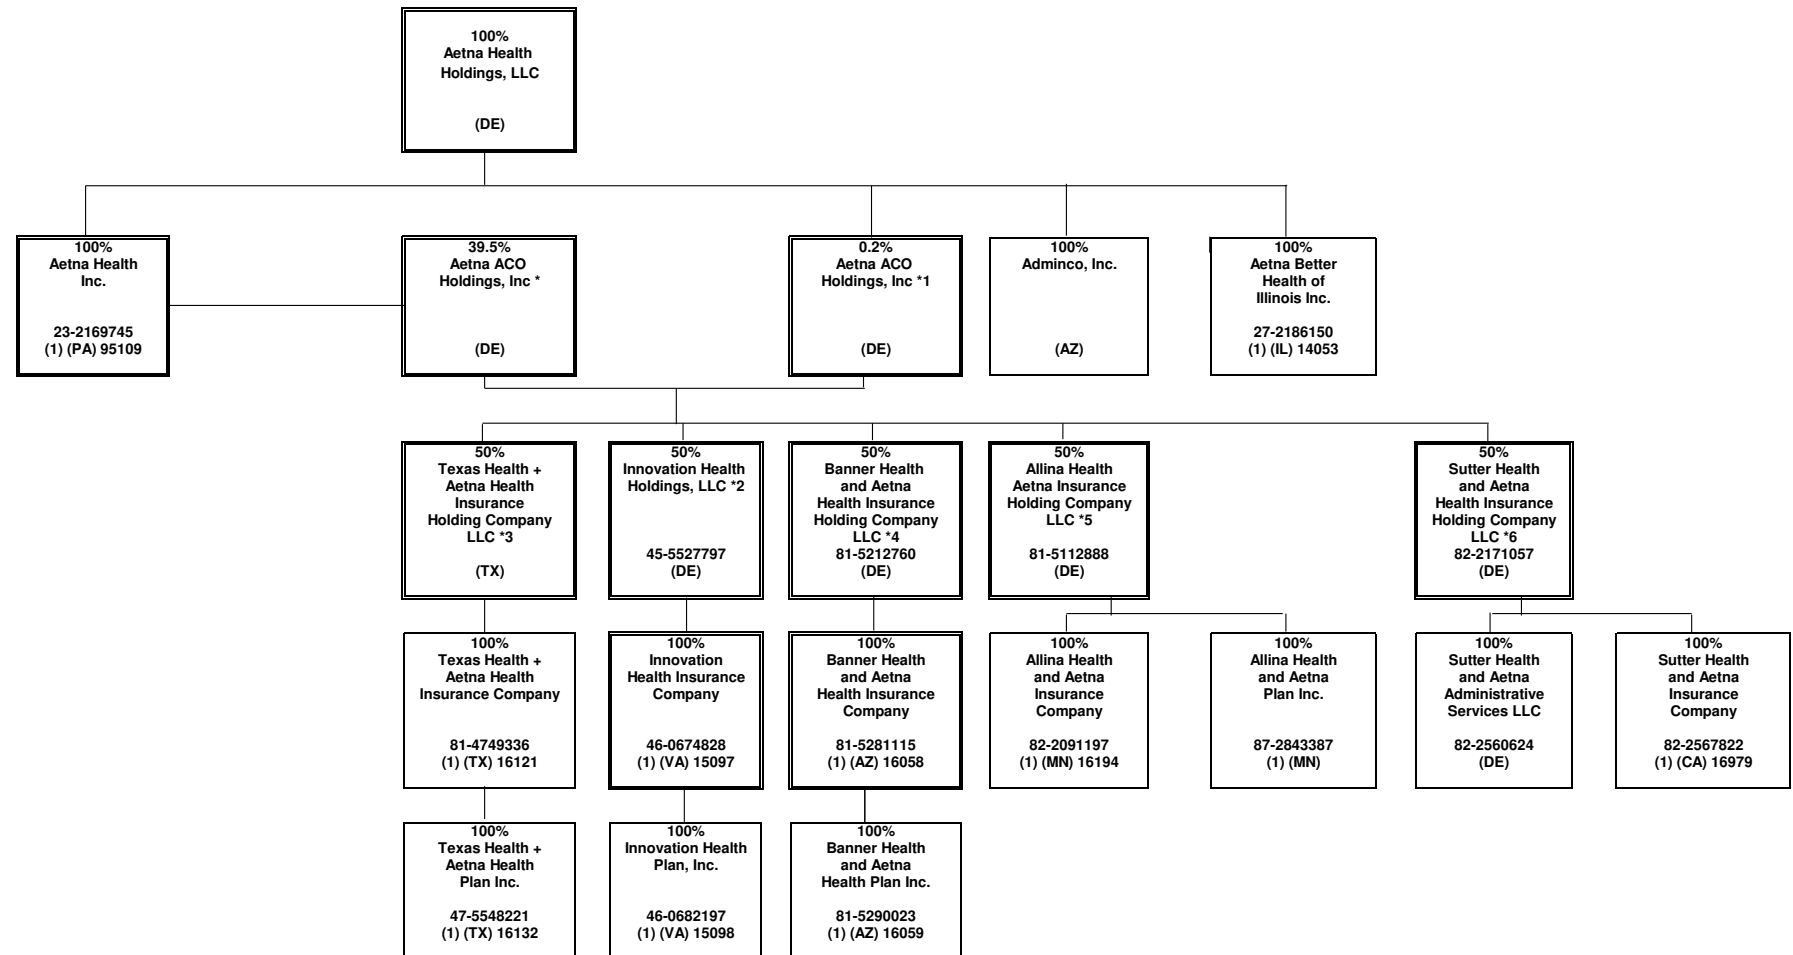 100%
Aetna Health
Holdings, LLC
(DE)
100%
Aetna Health
Inc.
23-2169745
(1) (PA) 95109
39.5%
Aetna ACO
Holdings, Inc *
(DE)
0.2%
Aetna ACO
Holdings, Inc *1
(DE)
100%
Adminco, Inc.
(AZ)
100%
Aetna Better
Health of
Illinois Inc.
27-2186150
(1) (IL) 14053
50%
Texas Health +
Aetna Health
Insurance
Holding Company
LLC *3
(TX)
50%
Innovation Health
Holdings, LLC *2
45-5527797
(DE)
50%
Banner Health
and Aetna
Health Insurance
Holding Company
LLC *4
81-5212760
(DE)
50%
Allina Health
Aetna Insurance
Holding Company
LLC *5
81-5112888
(DE)
50%
Sutter Health
and Aetna
Health Insurance
Holding Company
LLC *6
82-2171057
(DE)
100%
Texas Health +
Aetna Health
Insurance Company
81-4749336
(1) (TX) 16121
100%
Innovation
Health Insurance
Company
46-0674828
(1) (VA) 15097
100%
Banner Health
and Aetna
Health Insurance
Company
81-5281115
(1) (AZ) 16058
100%
Allina Health
and Aetna
Insurance
Company
82-2091197
(1) (MN) 16194
100%
Allina Health
and Aetna
Plan Inc.
87-2843387
(1) (MN)
100%
Sutter Health
and Aetna
Administrative
Services LLC
82-2560624
(DE)
100%
Sutter Health
and Aetna
Insurance
Company
82-2567822
(1) (CA) 16979
100%
Texas Health +
Aetna Health
Plan Inc.
47-5548221
(1) (TX) 16132
100%
Innovation Health
Plan, Inc.
46-0682197
(1) (VA) 15098
100%
Banner Health
and Aetna
Health Plan Inc.
81-5290023
(1) (AZ) 16059